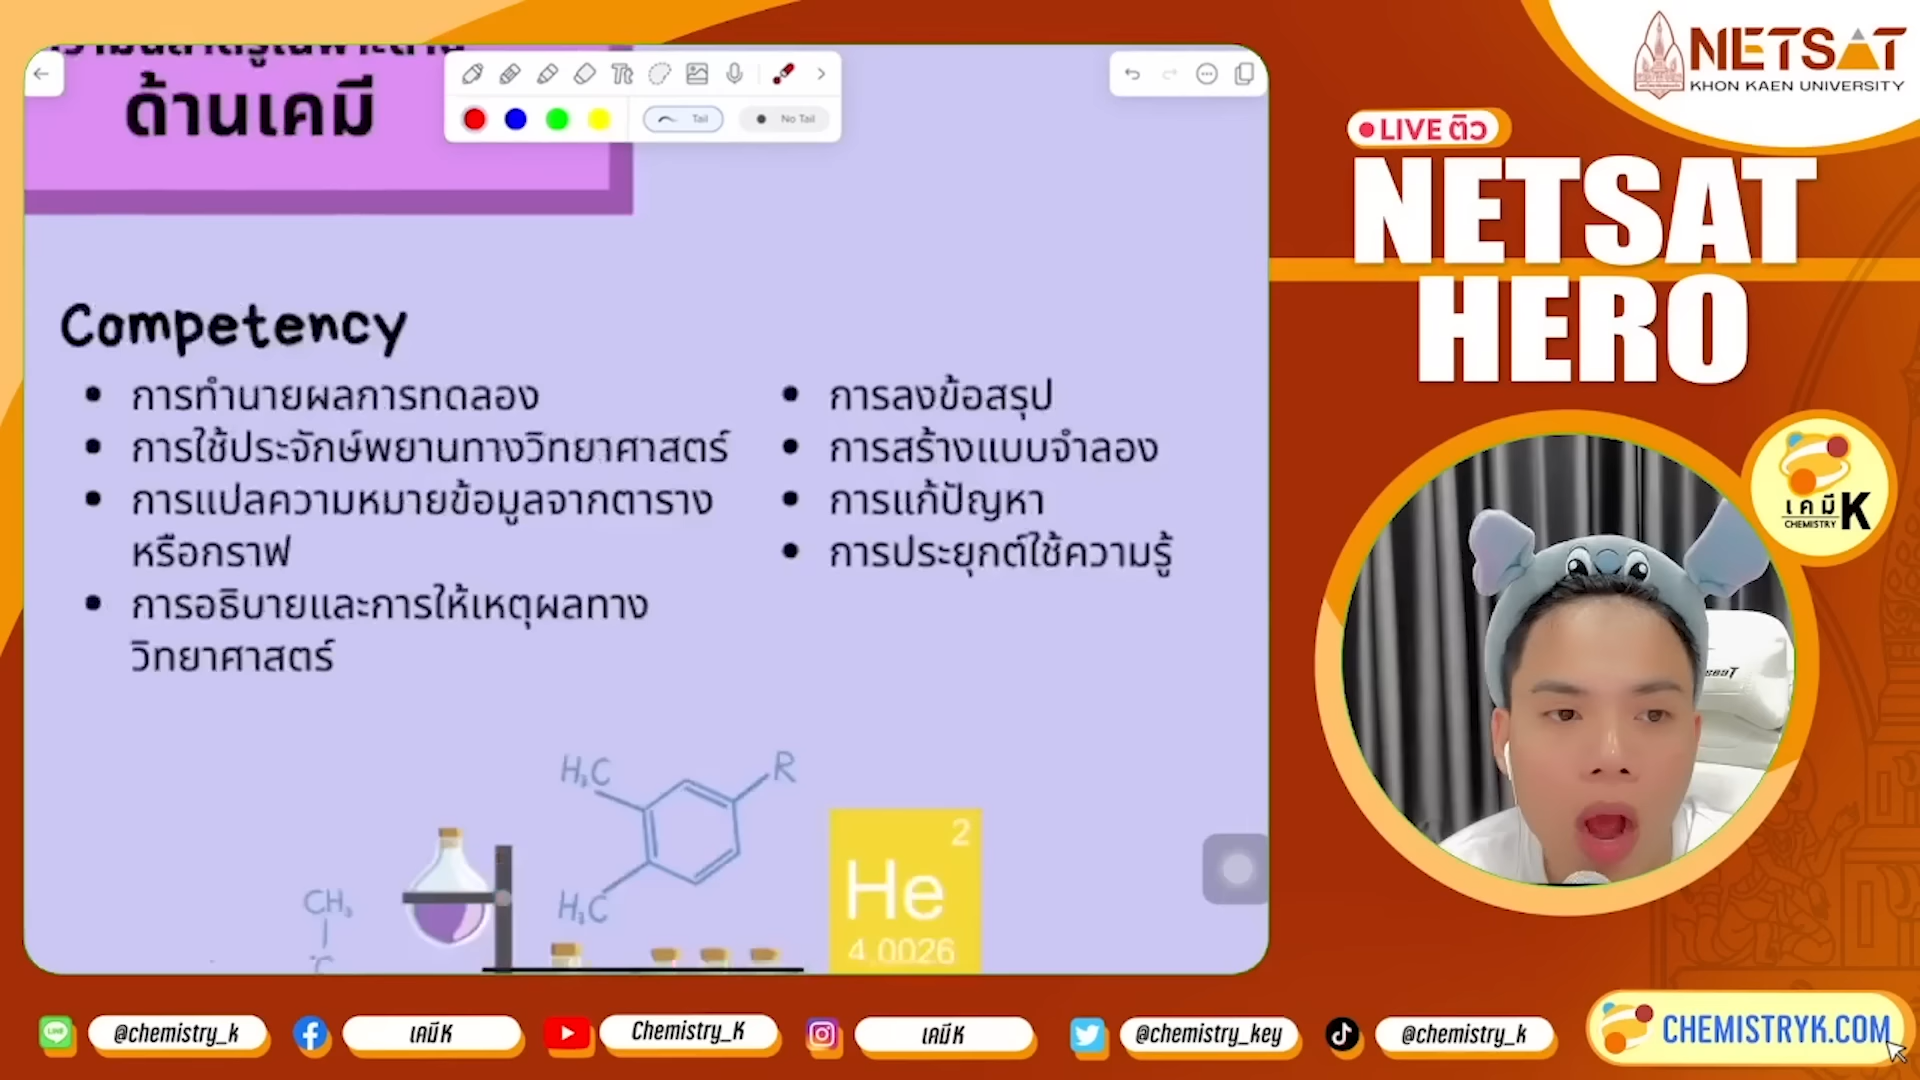 ด้านเคมี
Tail
No Tail
Competency
การทำนายผลการทดลอง
การใช้ประจักษ์พยานทางวิทยาศาสตร์
การแปลความหมายข้อมูลจากตาราง
หรือกราฟ
การอธิบายและการให้เหตุผลทาง
วิทยาศาสตร์
การลงข้อสรุป
การสร้างแบบจำลอง
การแก้ปัญหา
การประยุกต์ใช้ความรู้
H₃C
R
H₃C
CH₃
C
2
He
4.0026
NETSAT
KHON KAEN UNIVERSITY
LIVE ติว
NETSAT
HERO
เคมี K
CHEMISTRY
@chemistry_k
เคมี K
Chemistry_K
เคมี K
@chemistry_key
@chemistry_k
CHEMISTRYK.COM